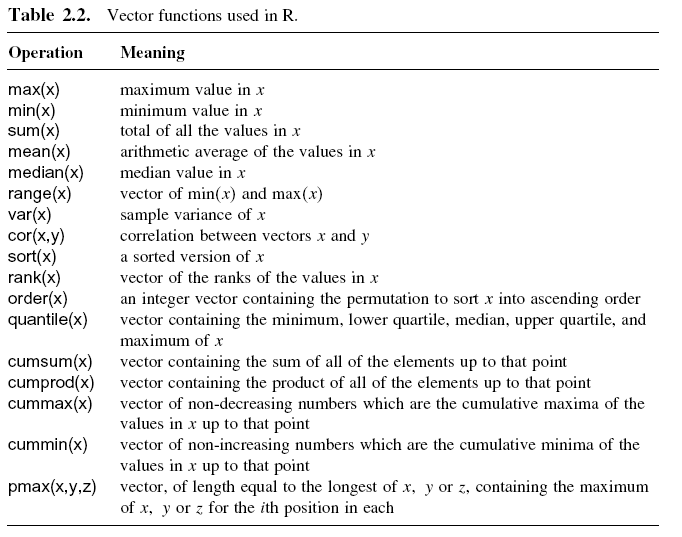 Table 2.2. Vector functions used in R.
Operation Meaning
max(x) maximum value in x
min(x) minimum value in x
sum(x) total of all the values in x
mean(x) arithmetic average of the values in x
median(x) median value in x
range(x) vector of min(x) and max(x)
var(x) sample variance of x
cor(x,y) correlation between vectors x and y
sort(x) a sorted version of x
rank(x) vector of the ranks of the values in x
order(x) an integer vector containing the permutation to sort x into ascending order
quantile(x) vector containing the minimum, lower quartile, median, upper quartile, and
maximum of x
cumsum(x) vector containing the sum of all of the elements up to that point
cumprod(x) vector containing the product of all of the elements up to that point
cummax(x) vector of non-decreasing numbers which are the cumulative maxima of the
values in x up to that point
cummin(x) vector of non-increasing numbers which are the cumulative minima of the
values in x up to that point
pmax(x,y,z) vector, of length equal to the longest of x, y or z, containing the maximum
of x, y or z for the ith position in each